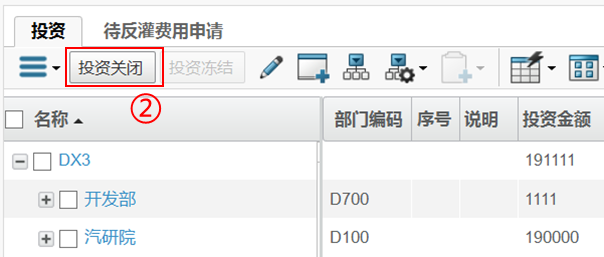 投资 待反灌费用申请
投资关闭 投资冻结
②
名称 部门编码 序号 说明 投资金额
DX3 191111
开发部 D700 1111
汽研院 D100 190000